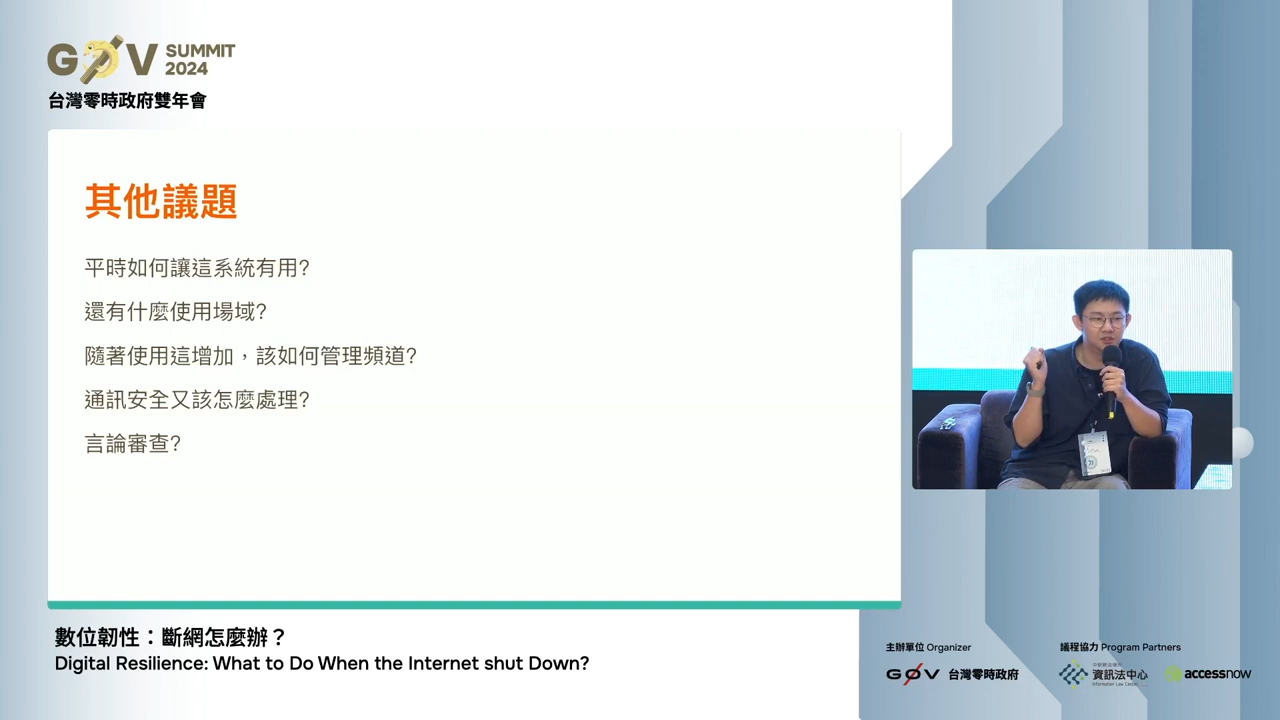 GØV SUMMIT 2024
台灣零時政府雙年會
其他議題
平時如何讓這系統有用?
還有什麼使用場域?
隨著使用這增加，該如何管理頻道?
通訊安全又該怎麼處理?
言論審查?
數位韌性：斷網怎麼辦？
Digital Resilience: What to Do When the Internet shut Down?
主辦單位 Organizer
議程協力 Program Partners
GØV 台灣零時政府
資訊法中心
Information Law Center
accessnow